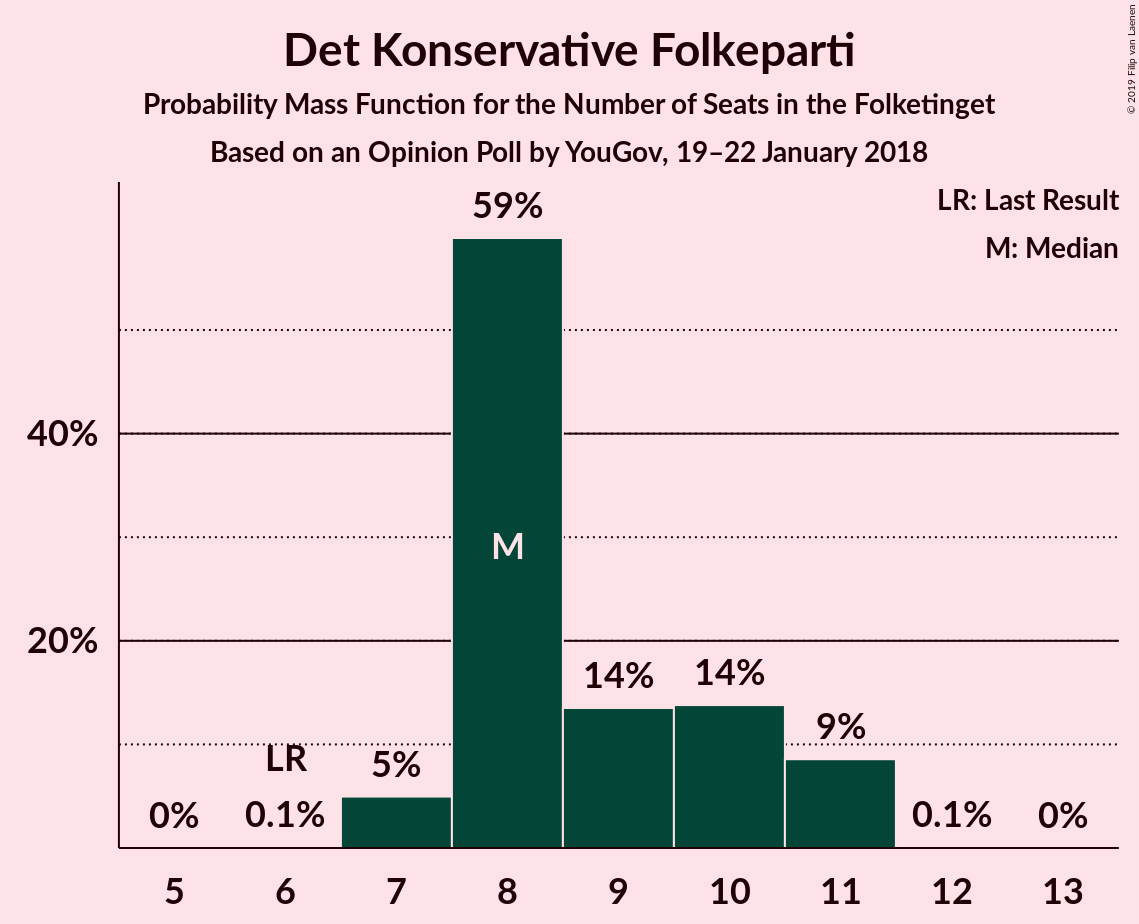 Det Konservative Folkeparti
Probability Mass Function for the Number of Seats in the Folketinget
Based on an Opinion Poll by YouGov, 19–22 January 2018
© 2019 Filip van Laenen
LR: Last Result
M: Median
59%
40%
M
20%
14%
14%
9%
LR
5%
0%
0.1%
0.1%
0%
5 6 7 8 9 10 11 12 13